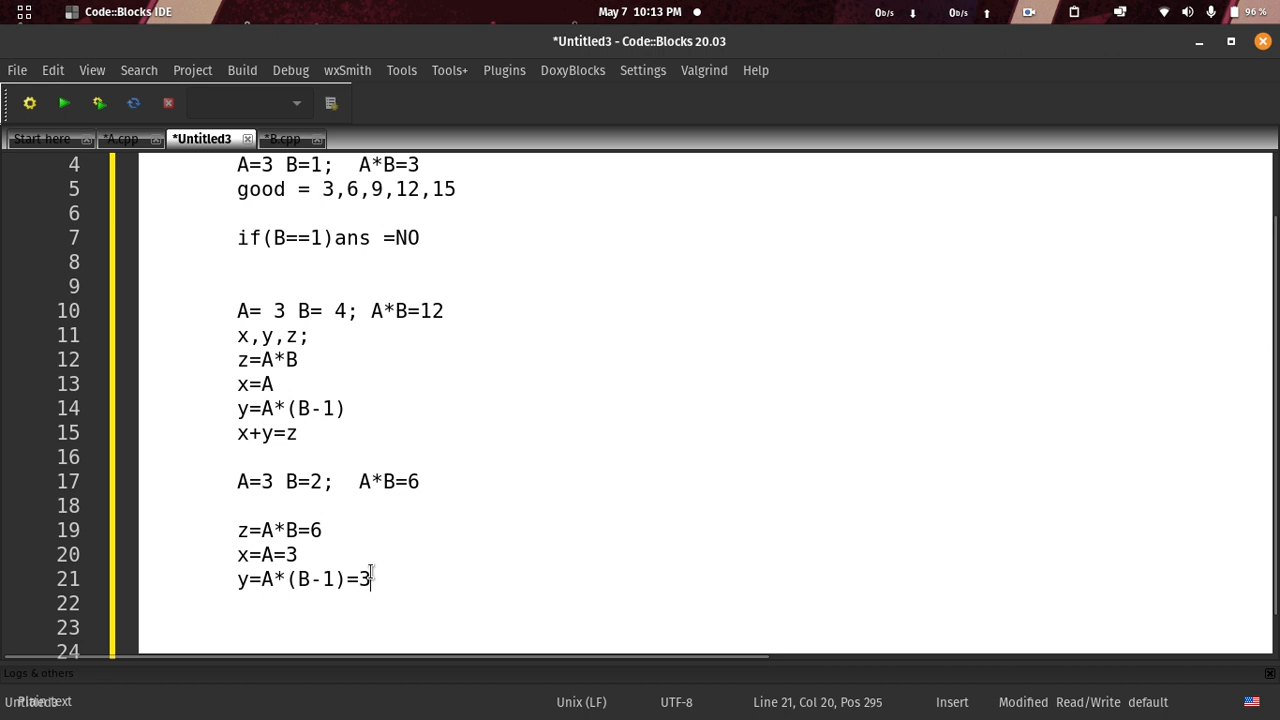 Code::Blocks IDE
May 7 10:13 PM
0b/s 0b/s 96 %
*Untitled3 - Code::Blocks 20.03
File Edit View Search Project Build Debug wxSmith Tools Tools+ Plugins DoxyBlocks Settings Valgrind Help
Start here *A.cpp *Untitled3 *B.cpp
4 A=3 B=1; A*B=3
5 good = 3,6,9,12,15
6
7 if(B==1)ans =NO
8
9
10 A= 3 B= 4; A*B=12
11 x,y,z;
12 z=A*B
13 x=A
14 y=A*(B-1)
15 x+y=z
16
17 A=3 B=2; A*B=6
18
19 z=A*B=6
20 x=A=3
21 y=A*(B-1)=3
22
23
24
Logs & others
Plain text Unix (LF) UTF-8 Line 21, Col 20, Pos 295 Insert Modified Read/Write default